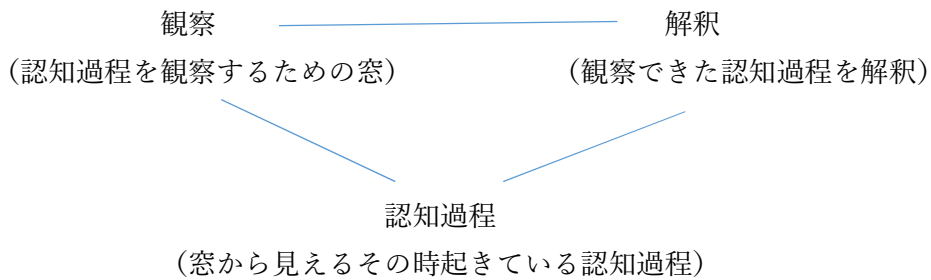 観察
解釈
（認知過程を観察するための窓）
（観察できた認知過程を解釈）
認知過程
（窓から見えるその時起きている認知過程）